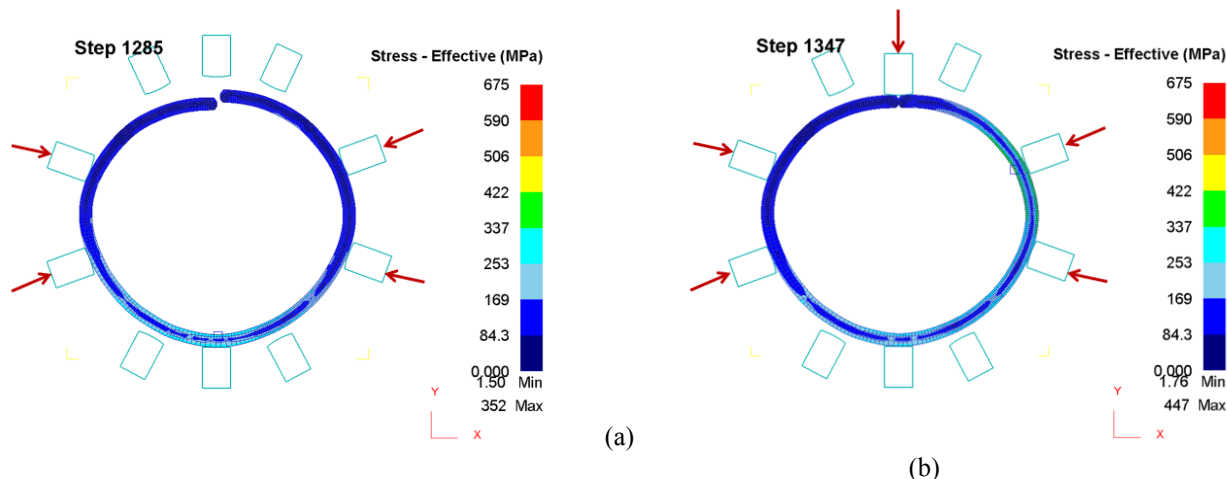 Step 1285
Stress - Effective (MPa)
675
590
506
422
337
253
169
84.3
0.000
1.50 Min
352 Max
Y
X
(a)
Step 1347
Stress - Effective (MPa)
675
590
506
422
337
253
169
84.3
0.000
1.76 Min
447 Max
Y
X
(b)